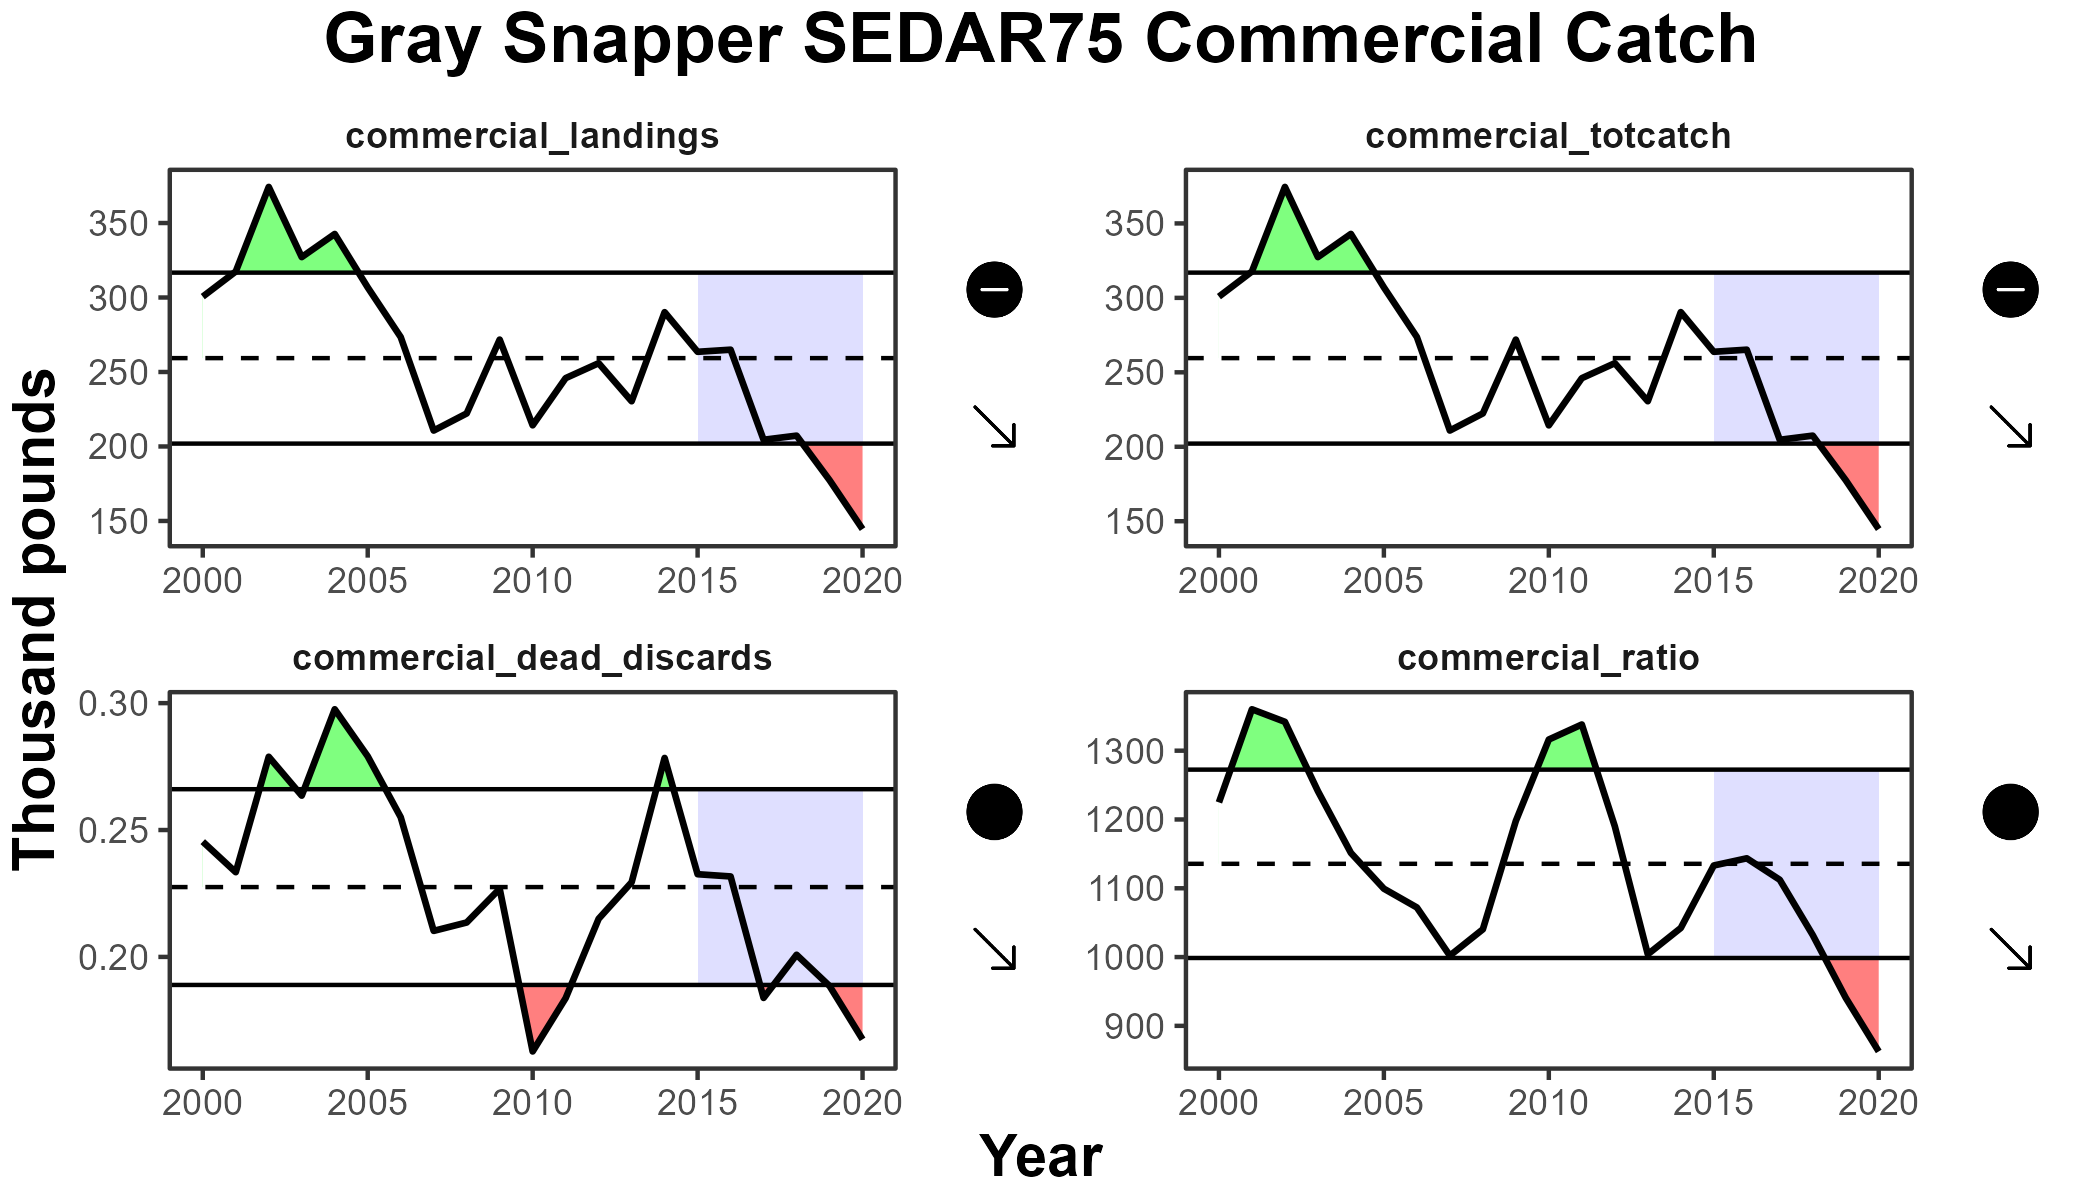 Gray Snapper SEDAR75 Commercial Catch
Thousand pounds
commercial_landings
350
300
250
200
150
2000 2005 2010 2015 2020
commercial_totcatch
350
300
250
200
150
2000 2005 2010 2015 2020
commercial_dead_discards
0.30
0.25
0.20
2000 2005 2010 2015 2020
commercial_ratio
1300
1200
1100
1000
900
2000 2005 2010 2015 2020
Year